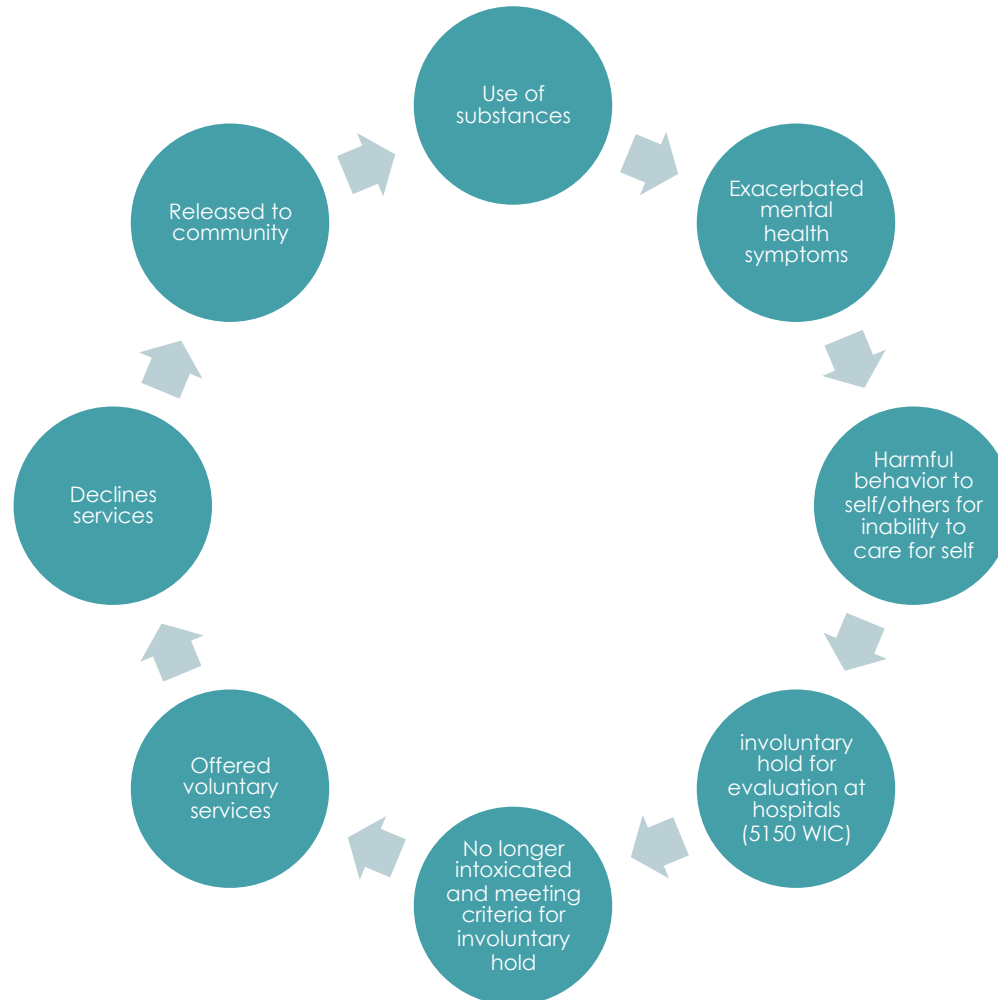 Use of
substances
Exacerbated
mental
health
symptoms
Harmful
behavior to
self/others for
inability to
care for self
involuntary
hold for
evaluation at
hospitals
(5150 WIC)
No longer
intoxicated
and meeting
criteria for
involuntary
hold
Offered
voluntary
services
Declines
services
Released to
community